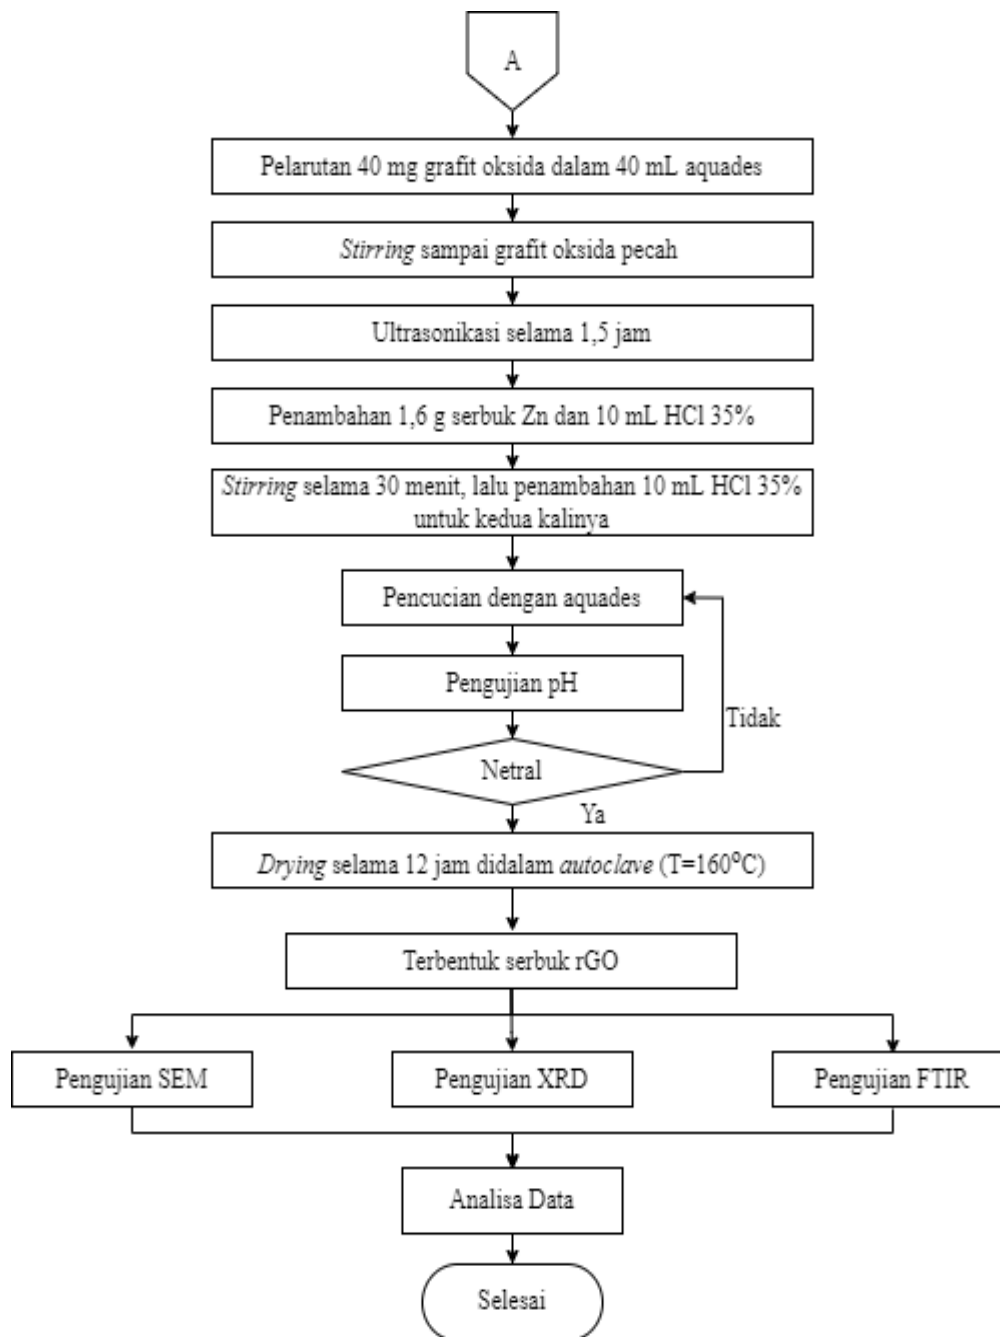 A
Pelarutan 40 mg grafit oksida dalam 40 mL aquades
Stirring sampai grafit oksida pecah
Ultrasonikasi selama 1,5 jam
Penambahan 1,6 g serbuk Zn dan 10 mL HCl 35%
Stirring selama 30 menit, lalu penambahan 10 mL HCl 35%
untuk kedua kalinya
Pencucian dengan aquades
Pengujian pH
Tidak
Netral
Ya
Drying selama 12 jam didalam autoclave (T=160⁰C)
Terbentuk serbuk rGO
Pengujian SEM
Pengujian XRD
Pengujian FTIR
Analisa Data
Selesai